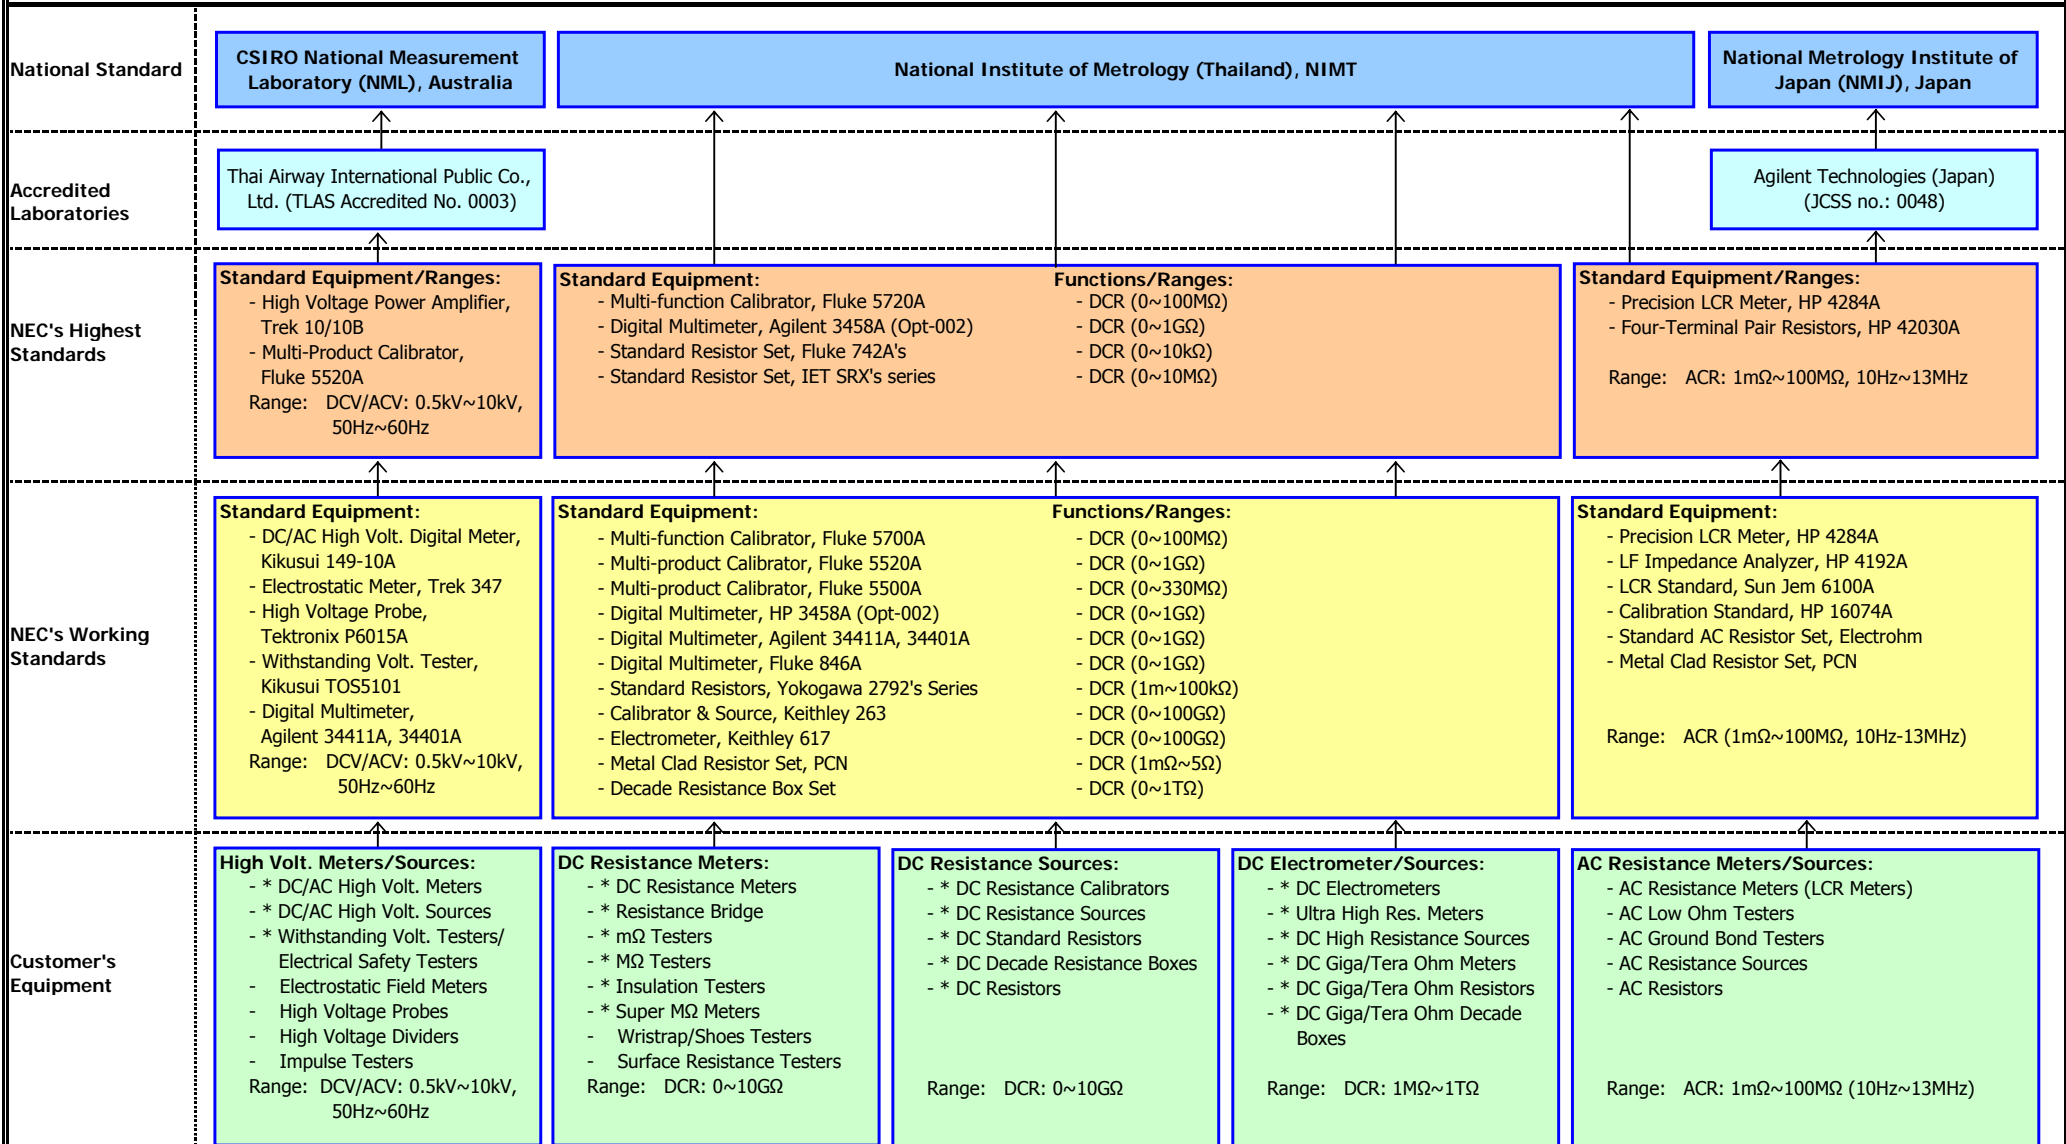 National Standard
CSIRO National Measurement
Laboratory (NML), Australia
National Institute of Metrology (Thailand), NIMT
National Metrology Institute of
Japan (NMIJ), Japan
Accredited
Laboratories
Thai Airway International Public Co.,
Ltd. (TLAS Accredited No. 0003)
Agilent Technologies (Japan)
(JCSS no.: 0048)
NEC's Highest
Standards
Standard Equipment/Ranges:
- High Voltage Power Amplifier,
Trek 10/10B
- Multi-Product Calibrator,
Fluke 5520A
Range: DCV/ACV: 0.5kV~10kV,
50Hz~60Hz
Standard Equipment: Functions/Ranges:
- Multi-function Calibrator, Fluke 5720A - DCR (0~100MΩ)
- Digital Multimeter, Agilent 3458A (Opt-002) - DCR (0~1GΩ)
- Standard Resistor Set, Fluke 742A's - DCR (0~10kΩ)
- Standard Resistor Set, IET SRX's series - DCR (0~10MΩ)
Standard Equipment/Ranges:
- Precision LCR Meter, HP 4284A
- Four-Terminal Pair Resistors, HP 42030A
Range: ACR: 1mΩ~100MΩ, 10Hz~13MHz
NEC's Working
Standards
Standard Equipment:
- DC/AC High Volt. Digital Meter,
Kikusui 149-10A
- Electrostatic Meter, Trek 347
- High Voltage Probe,
Tektronix P6015A
- Withstanding Volt. Tester,
Kikusui TOS5101
- Digital Multimeter,
Agilent 34411A, 34401A
Range: DCV/ACV: 0.5kV~10kV,
50Hz~60Hz
Standard Equipment: Functions/Ranges:
- Multi-function Calibrator, Fluke 5700A - DCR (0~100MΩ)
- Multi-product Calibrator, Fluke 5520A - DCR (0~1GΩ)
- Multi-product Calibrator, Fluke 5500A - DCR (0~330MΩ)
- Digital Multimeter, HP 3458A (Opt-002) - DCR (0~1GΩ)
- Digital Multimeter, Agilent 34411A, 34401A - DCR (0~1GΩ)
- Digital Multimeter, Fluke 846A - DCR (0~1GΩ)
- Standard Resistors, Yokogawa 2792's Series - DCR (1m~100kΩ)
- Calibrator & Source, Keithley 263 - DCR (0~100GΩ)
- Electrometer, Keithley 617 - DCR (0~100GΩ)
- Metal Clad Resistor Set, PCN - DCR (1mΩ~5Ω)
- Decade Resistance Box Set - DCR (0~1TΩ)
Standard Equipment:
- Precision LCR Meter, HP 4284A
- LF Impedance Analyzer, HP 4192A
- LCR Standard, Sun Jem 6100A
- Calibration Standard, HP 16074A
- Standard AC Resistor Set, Electrohm
- Metal Clad Resistor Set, PCN
Range: ACR (1mΩ~100MΩ, 10Hz-13MHz)
Customer's
Equipment
High Volt. Meters/Sources:
- * DC/AC High Volt. Meters
- * DC/AC High Volt. Sources
- * Withstanding Volt. Testers/
Electrical Safety Testers
- Electrostatic Field Meters
- High Voltage Probes
- High Voltage Dividers
- Impulse Testers
Range: DCV/ACV: 0.5kV~10kV,
50Hz~60Hz
DC Resistance Meters:
- * DC Resistance Meters
- * Resistance Bridge
- * mΩ Testers
- * MΩ Testers
- * Insulation Testers
- * Super MΩ Meters
- Wristrap/Shoes Testers
- Surface Resistance Testers
Range: DCR: 0~10GΩ
DC Resistance Sources:
- * DC Resistance Calibrators
- * DC Resistance Sources
- * DC Standard Resistors
- * DC Decade Resistance Boxes
- * DC Resistors
Range: DCR: 0~10GΩ
DC Electrometer/Sources:
- * DC Electrometers
- * Ultra High Res. Meters
- * DC High Resistance Sources
- * DC Giga/Tera Ohm Meters
- * DC Giga/Tera Ohm Resistors
- * DC Giga/Tera Ohm Decade
Boxes
Range: DCR: 1MΩ~1TΩ
AC Resistance Meters/Sources:
- AC Resistance Meters (LCR Meters)
- AC Low Ohm Testers
- AC Ground Bond Testers
- AC Resistance Sources
- AC Resistors
Range: ACR: 1mΩ~100MΩ (10Hz~13MHz)